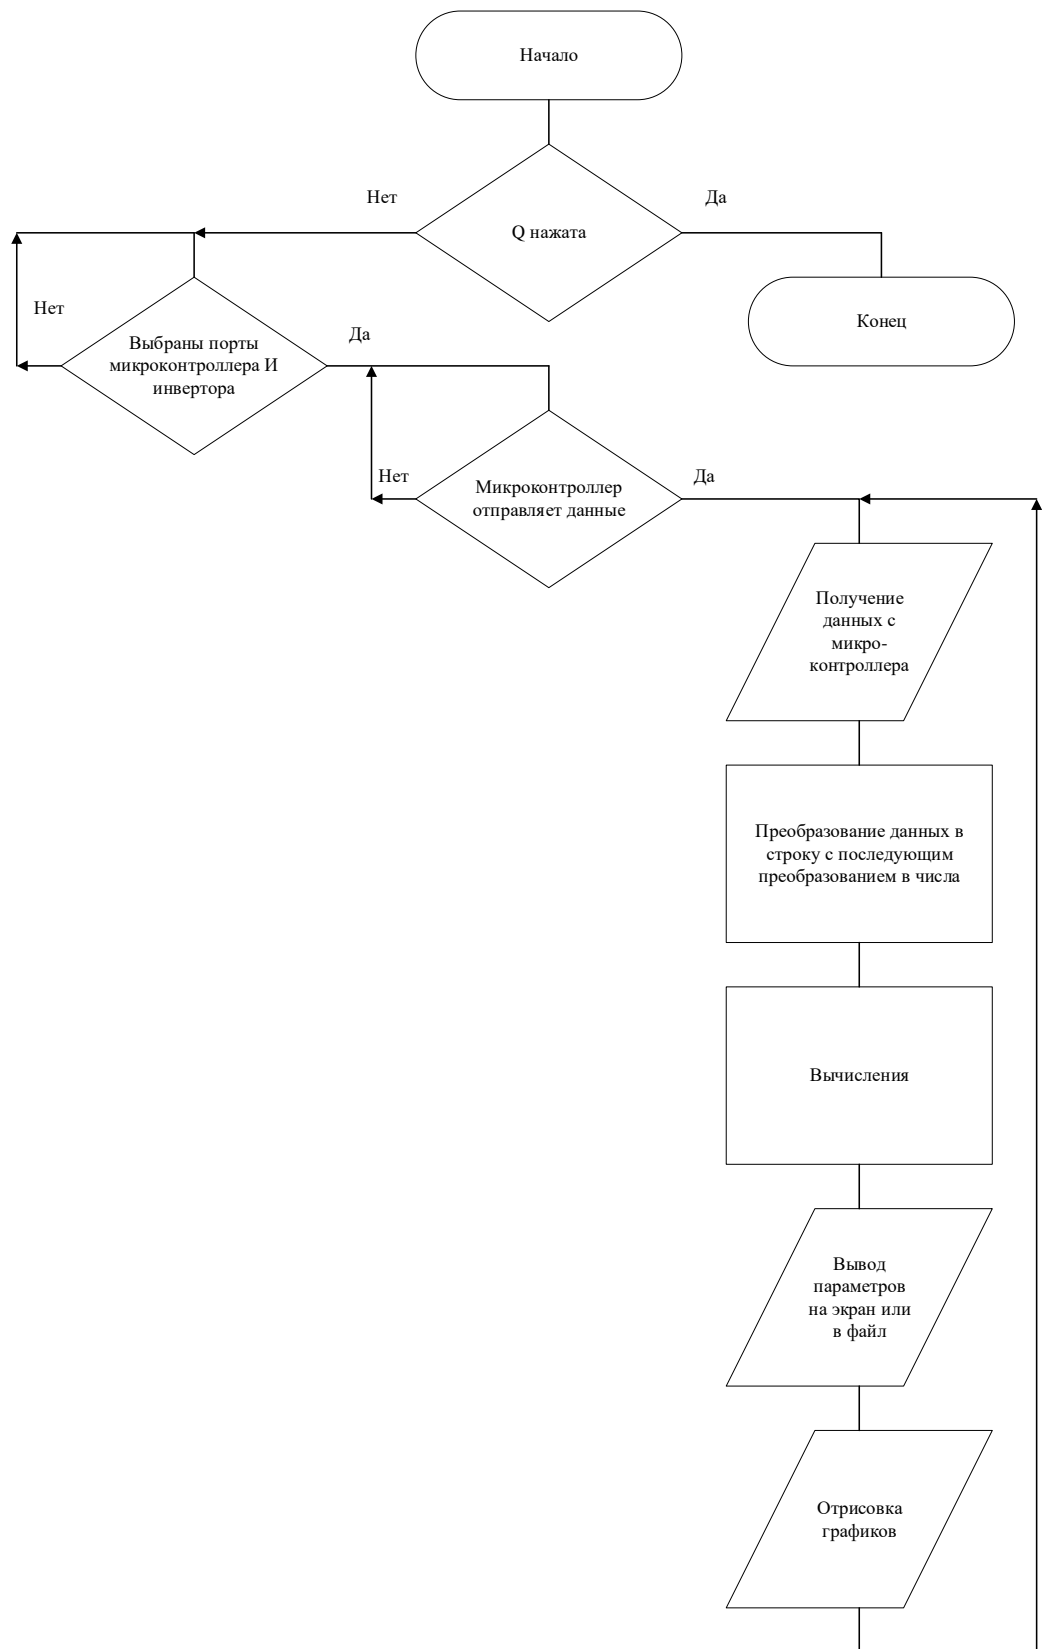 Начало
Нет
Да
Q нажата
Нет
Конец
Да
Выбраны порты
микроконтроллера И
инвертора
Нет
Да
Микроконтроллер
отправляет данные
Получение
данных с
микро-
контроллера
Преобразование данных в
строку с последующим
преобразованием в числа
Вычисления
Вывод
параметров
на экран или
в файл
Отрисовка
графиков